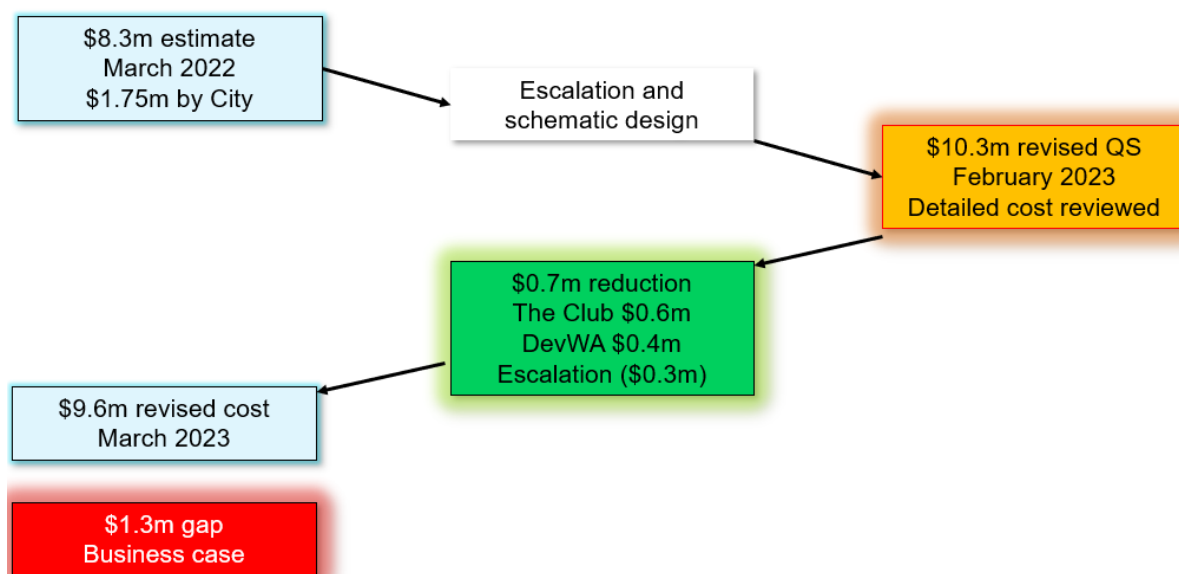 $8.3m estimate
March 2022
$1.75m by City
Escalation and
schematic design
$10.3m revised QS
February 2023
Detailed cost reviewed
$0.7m reduction
The Club $0.6m
DevWA $0.4m
Escalation ($0.3m)
$9.6m revised cost
March 2023
$1.3m gap
Business case